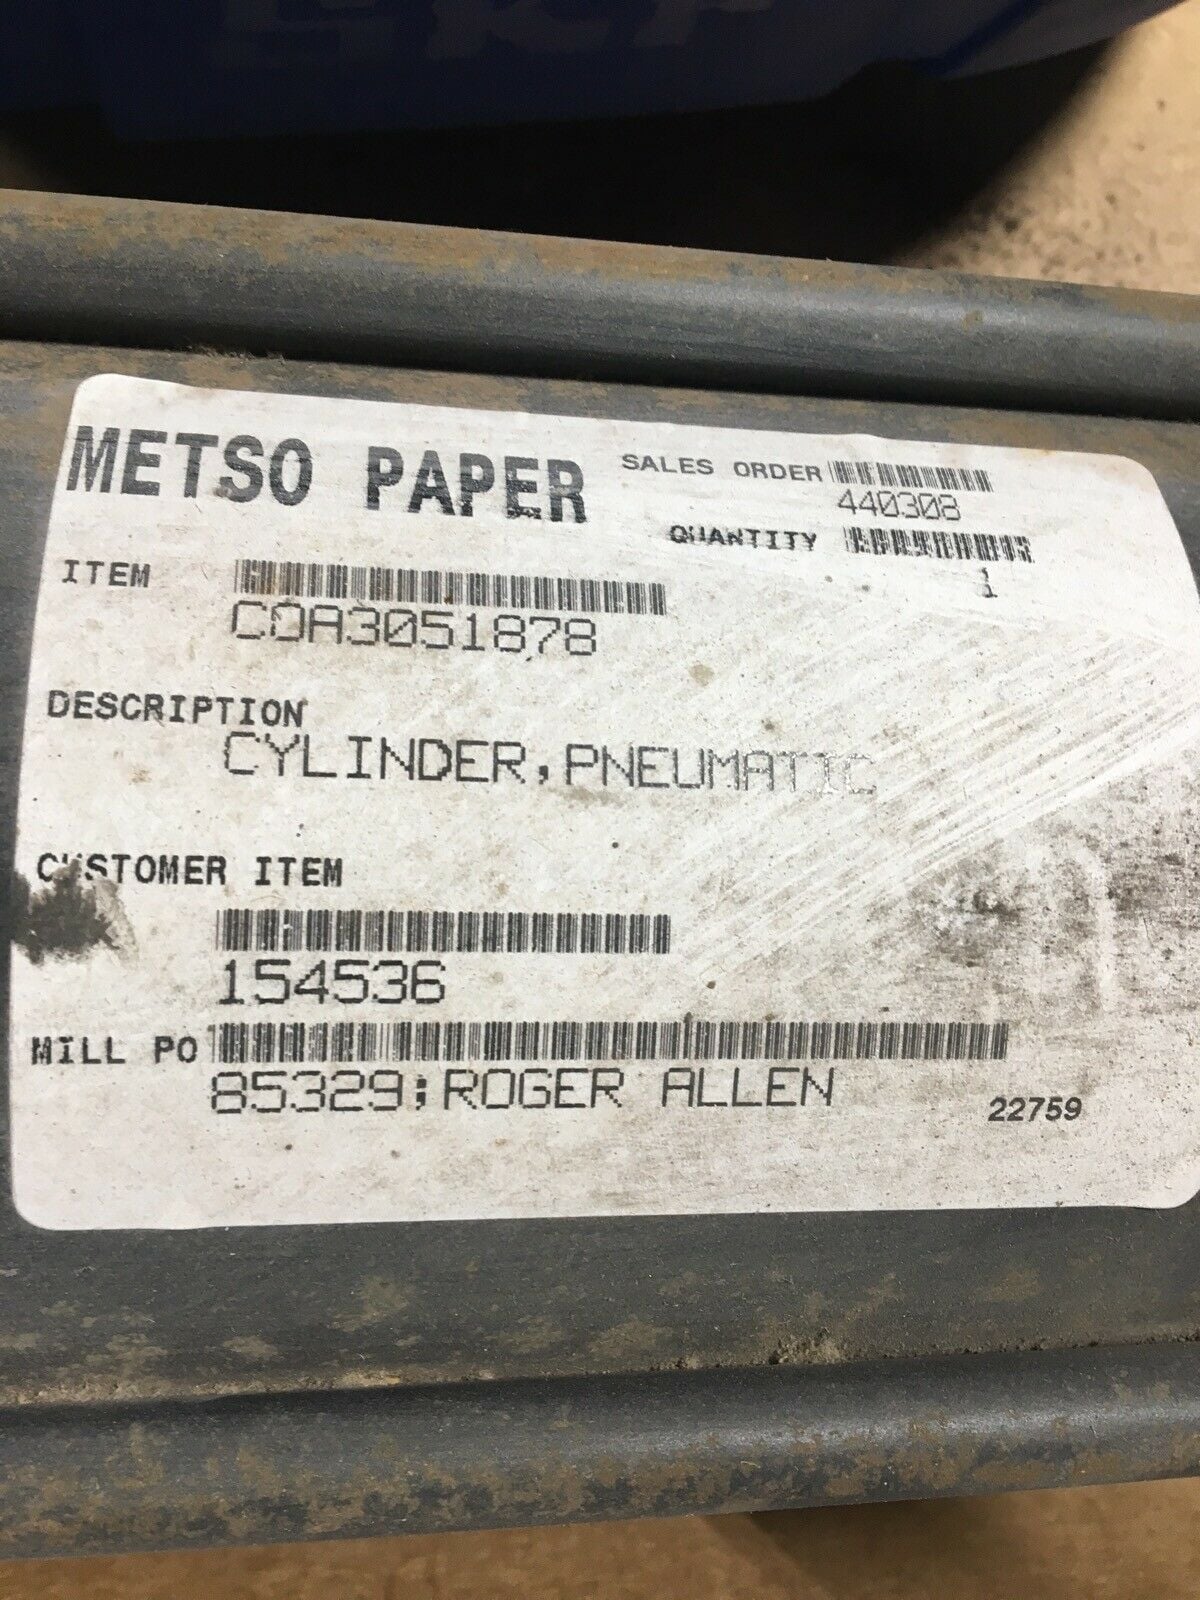 METSO PAPER
SALES ORDER
440308
QUANTITY
1
ITEM
COA3051878
DESCRIPTION
CYLINDER, PNEUMATIC
CUSTOMER ITEM
154536
MILL PO
85329; ROGER ALLEN
22759